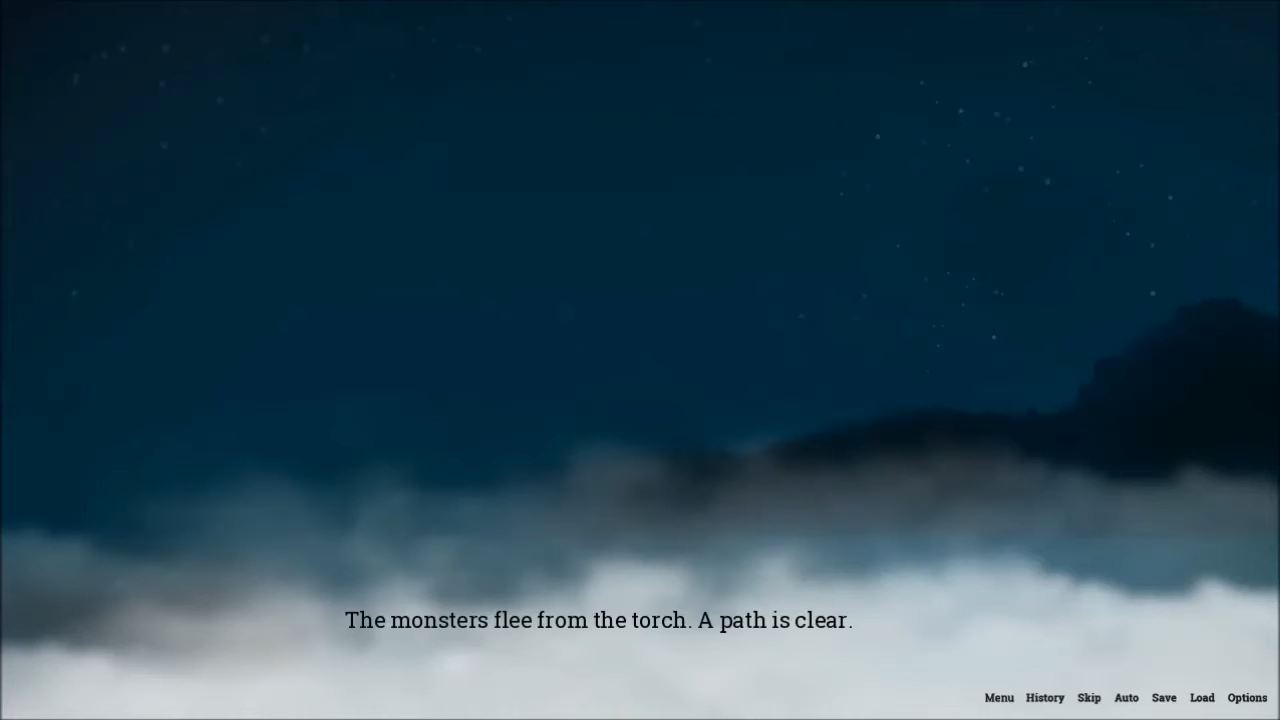 The monsters flee from the torch. A path is clear.
Menu History Skip Auto Save Load Options